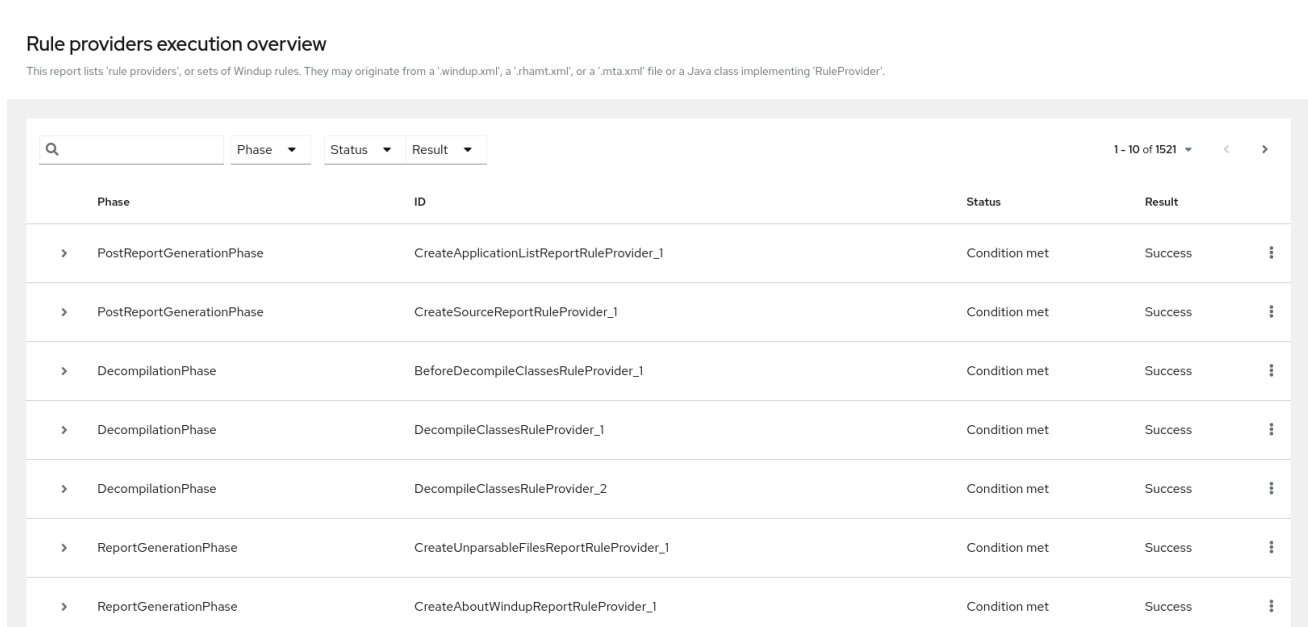 Rule providers execution overview
This report lists 'rule providers', or sets of Windup rules. They may originate from a '.windup.xml', a '.rhamt.xml', or a '.mta.xml' file or a Java class implementing 'RuleProvider'.
Phase Status Result 1 - 10 of 1521
Phase ID Status Result
PostReportGenerationPhase CreateApplicationListReportRuleProvider_1 Condition met Success
PostReportGenerationPhase CreateSourceReportRuleProvider_1 Condition met Success
DecompilationPhase BeforeDecompileClassesRuleProvider_1 Condition met Success
DecompilationPhase DecompileClassesRuleProvider_1 Condition met Success
DecompilationPhase DecompileClassesRuleProvider_2 Condition met Success
ReportGenerationPhase CreateUnparsableFilesReportRuleProvider_1 Condition met Success
ReportGenerationPhase CreateAboutWindupReportRuleProvider_1 Condition met Success